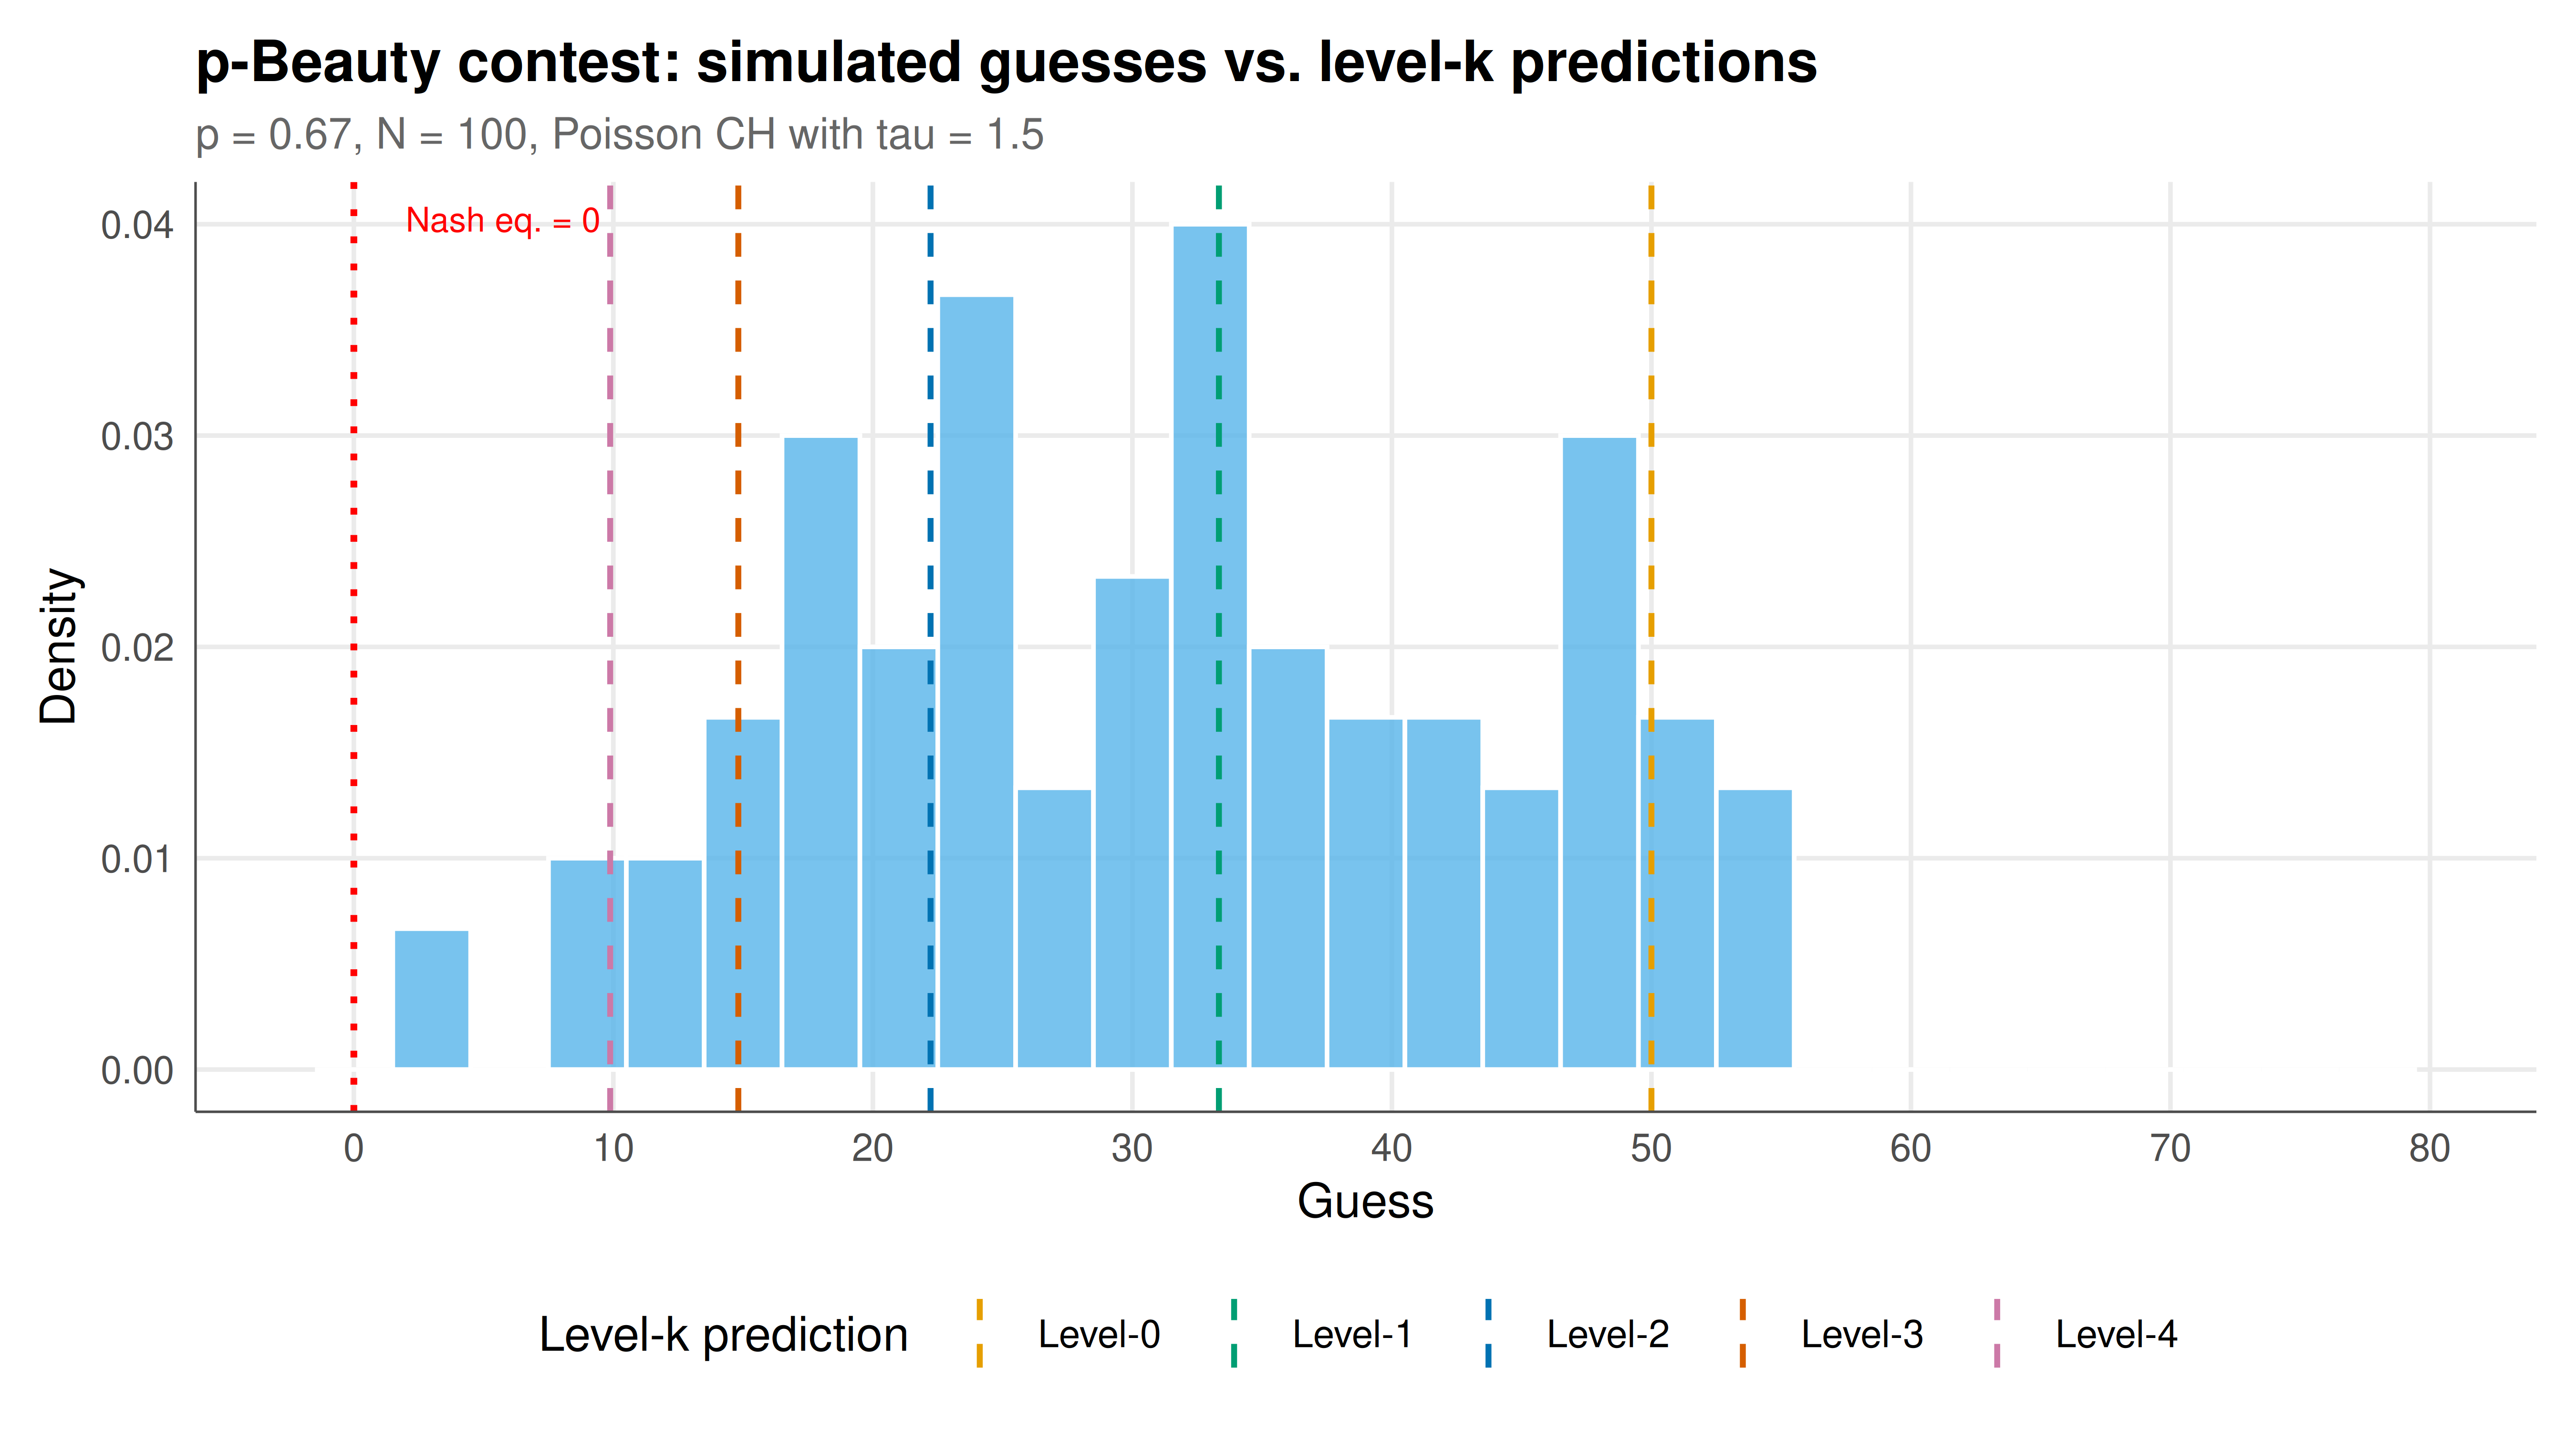 p-Beauty contest: simulated guesses vs. level-k predictions
p = 0.67, N = 100, Poisson CH with tau = 1.5
Nash eq. = 0
0.04
0.03
0.02
0.01
0.00
Density
0 10 20 30 40 50 60 70 80
Guess
Level-k prediction Level-0 Level-1 Level-2 Level-3 Level-4